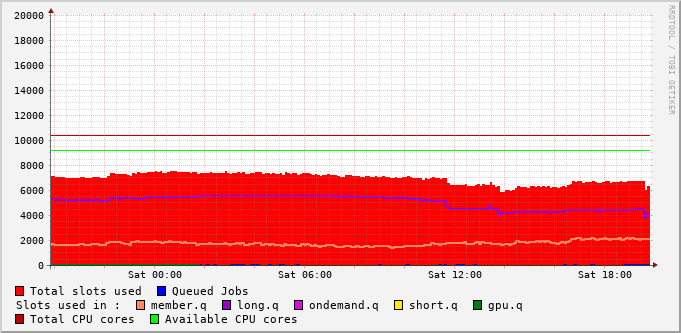 RRDTOOL / TOBI OETIKER
20000
18000
16000
14000
12000
10000
8000
6000
4000
2000
0
Sat 00:00 Sat 06:00 Sat 12:00 Sat 18:00
Total slots used Queued Jobs
Slots used in : member.q long.q ondemand.q short.q gpu.q
Total CPU cores Available CPU cores